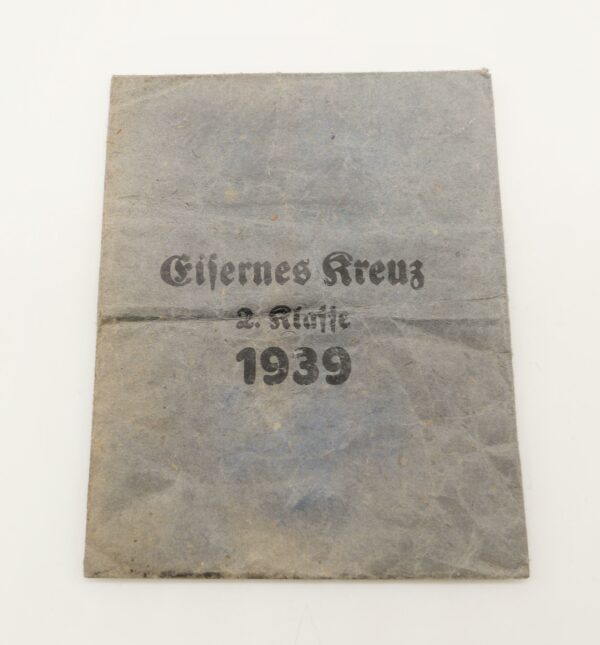 Eisernes Kreuz
2. Klasse
1939